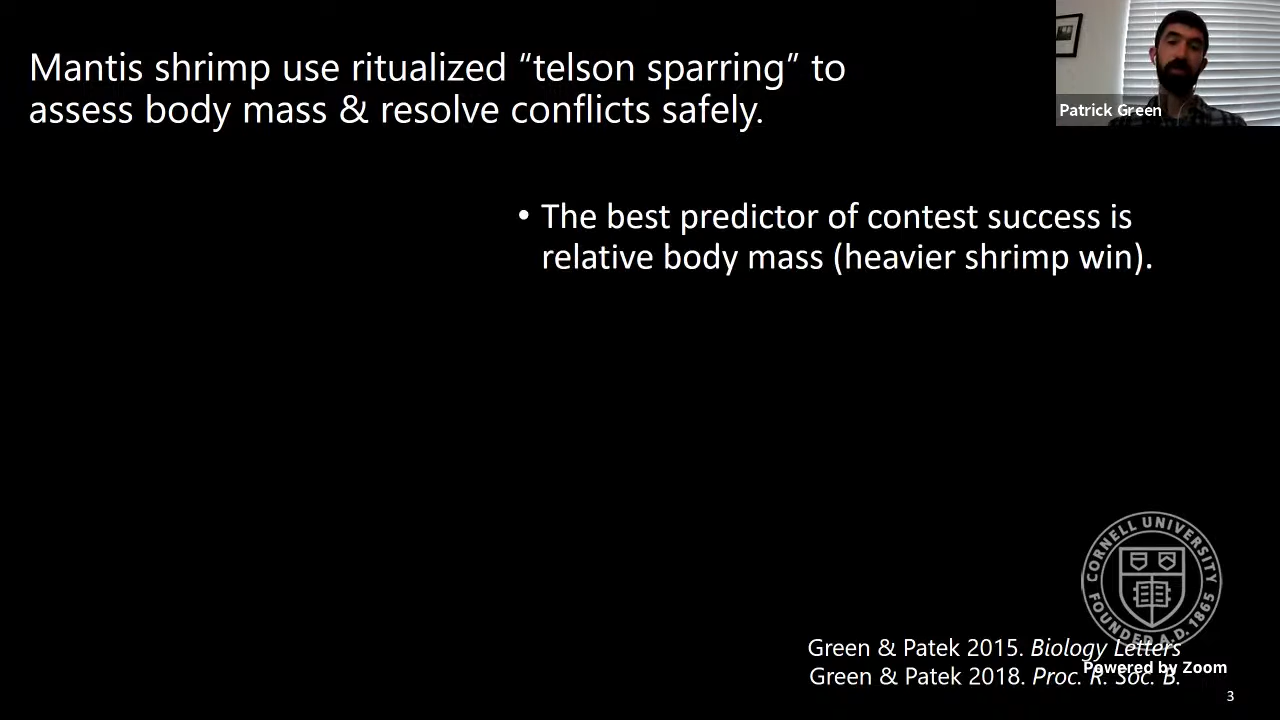 Mantis shrimp use ritualized “telson sparring” to
assess body mass & resolve conflicts safely.
Patrick Green
• The best predictor of contest success is
relative body mass (heavier shrimp win).
CORNELL UNIVERSITY
FOUNDED A.D. 1865
Green & Patek 2015. Biology Letters
Powered by Zoom
Green & Patek 2018. Proc. R. Soc. B.
3